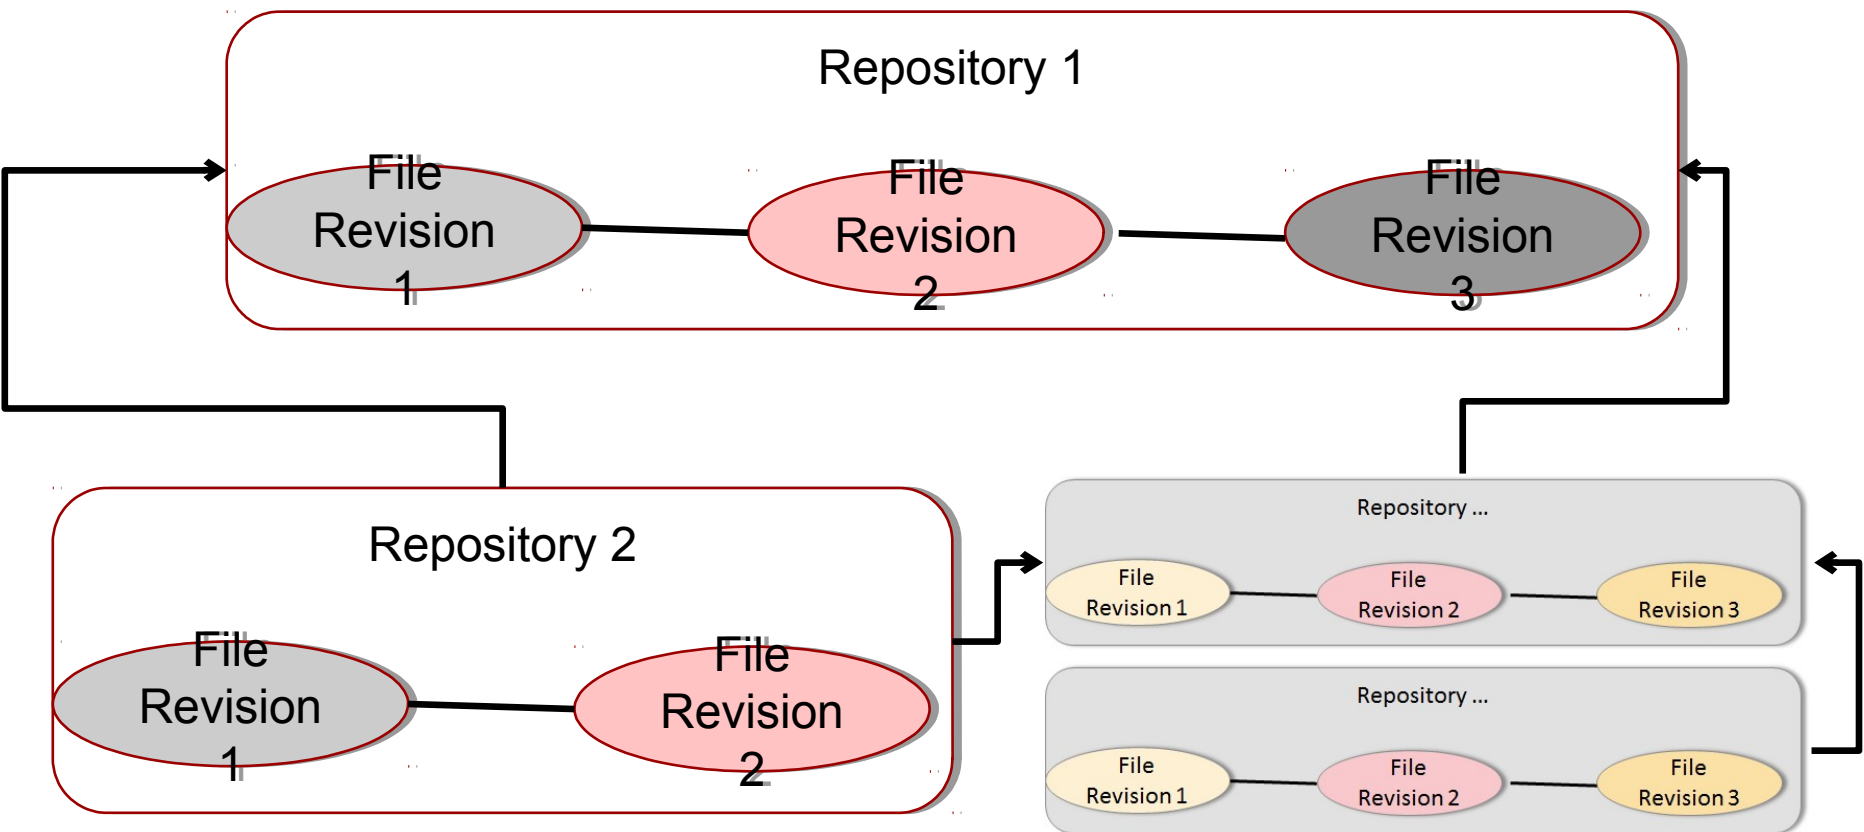 Repository 1
File
Revision
1
File
Revision
2
File
Revision
3
Repository 2
File
Revision
1
File
Revision
2
Repository ...
File
Revision 1
File
Revision 2
File
Revision 3
Repository ...
File
Revision 1
File
Revision 2
File
Revision 3